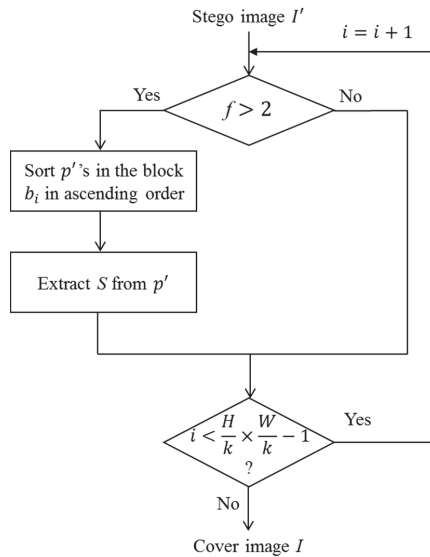 Stego image I′
i = i + 1
f > 2
Yes
No
Sort p′'s in the block
b_i in ascending order
Extract S from p′
i < H/k × W/k − 1
?
Yes
No
Cover image I